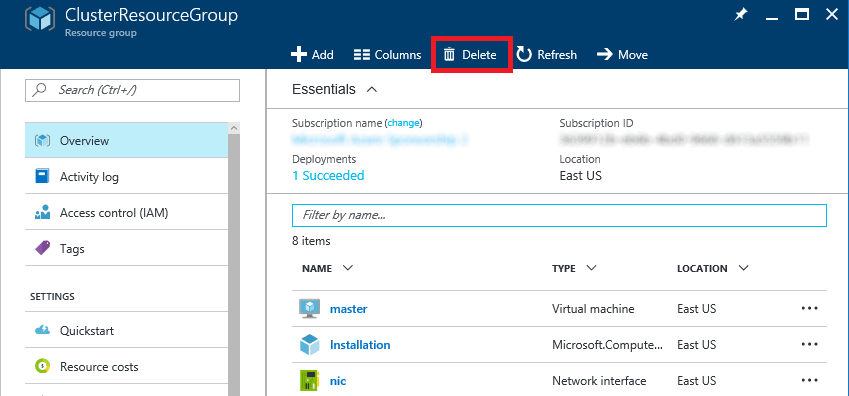 ClusterResourceGroup
Resource group
Add Columns Delete Refresh Move
Search (Ctrl+/)
Overview
Activity log
Access control (IAM)
Tags
SETTINGS
Quickstart
Resource costs
Essentials
Subscription name (change) Subscription ID
Deployments Location
1 Succeeded East US
Filter by name...
8 items
NAME TYPE LOCATION
master Virtual machine East US
Installation Microsoft.Compute... East US
nic Network interface East US